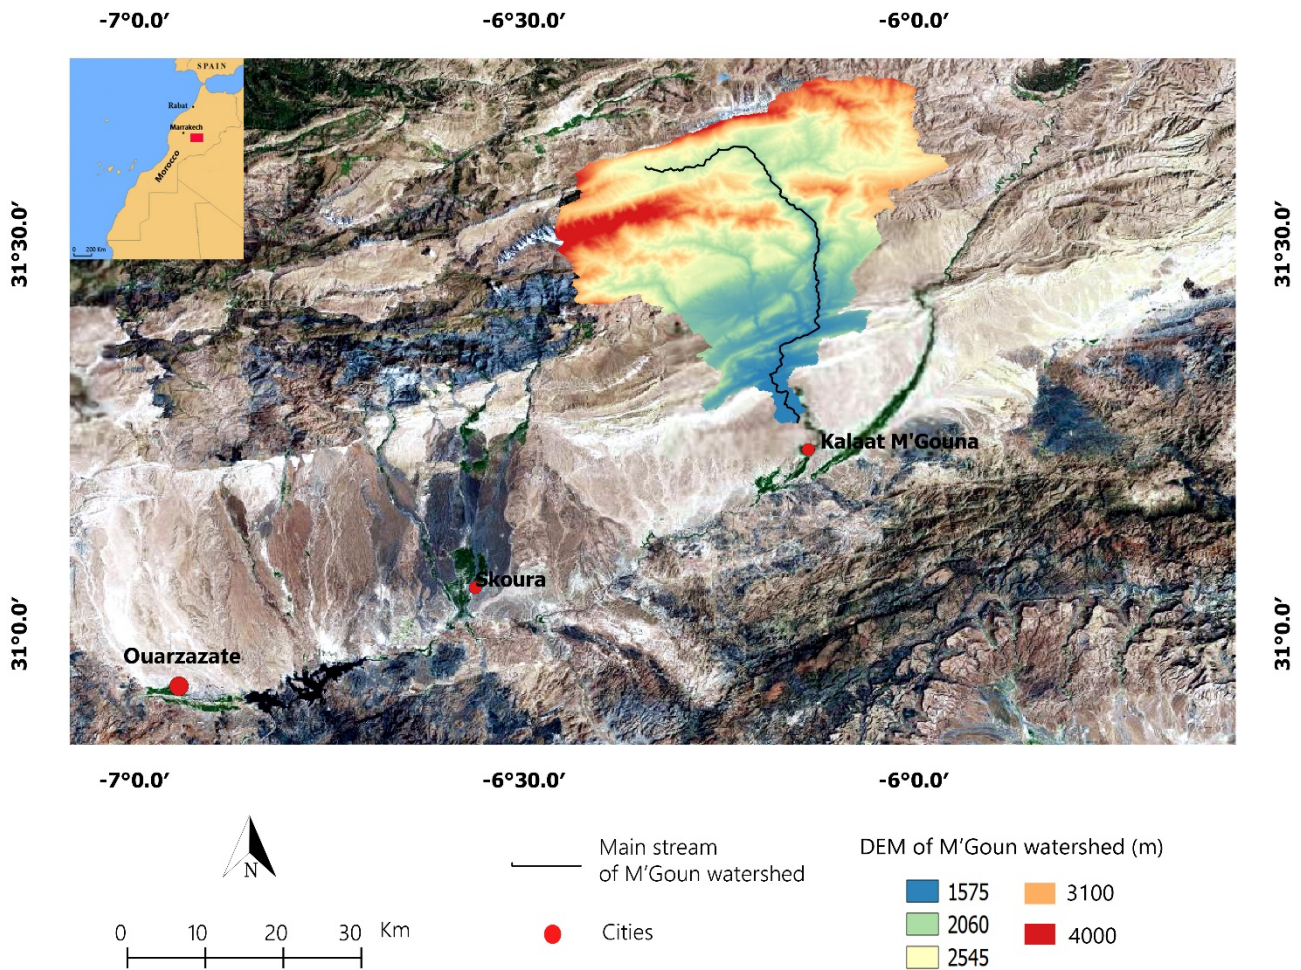 -7°0.0′ -6°30.0′ -6°0.0′
SPAIN
Rabat
Marrakech
Morocco
0 200 Km
31°30.0′ 31°30.0′
Kalaat M'Gouna
Skoura
31°0.0′ 31°0.0′
Ouarzazate
-7°0.0′ -6°30.0′ -6°0.0′
N
0 10 20 30 Km
Main stream
of M’Goun watershed
Cities
DEM of M’Goun watershed (m)
1575 3100
2060 4000
2545